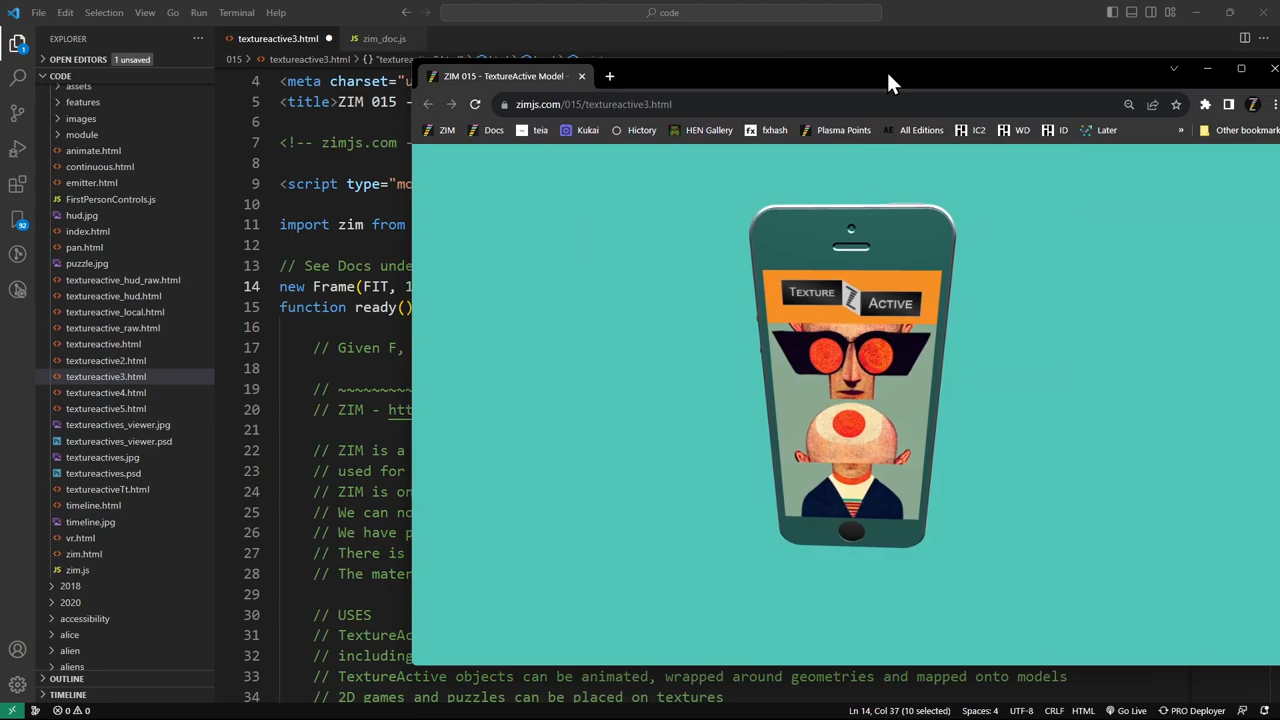 File Edit Selection View Go Run Terminal Help
code
EXPLORER
OPEN EDITORS 1 unsaved
CODE
assets
features
images
module
animate.html
continuous.html
emitter.html
FirstPersonControls.js
hud.jpg
index.html
pan.html
puzzle.jpg
textureactive_hud_raw.html
textureactive_hud.html
textureactive_local.html
textureactive_raw.html
textureactive.html
textureactive2.html
textureactive3.html
textureactive4.html
textureactive5.html
textureactives_viewer.jpg
textureactives_viewer.psd
textureactives.jpg
textureactives.psd
textureactiveTt.html
timeline.html
timeline.jpg
vr.html
zim.html
zim.js
2018
2020
accessibility
alice
alien
aliens
OUTLINE
TIMELINE
1
92
textureactive3.html
zim_doc.js
015 textureactive3.html
4 <meta charset="u
5 <title>ZIM 015 -
6
7 <!-- zimjs.com -
8
9 <script type="mo
10
11 import zim from
12
13 // See Docs unde
14 new Frame(FIT, 1
15 function ready()
16
17 // Given F,
18
19 // ~~~~~~~~
20 // ZIM - htt
21
22 // ZIM is a
23 // used for
24 // ZIM is on
25 // We can no
26 // We have p
27 // There is
28 // The mater
29
30 // USES
31 // TextureAc
32 // including
33 // TextureActive objects can be animated, wrapped around geometries and mapped onto models
34 // 2D games and puzzles can be placed on textures
ZIM 015 - TextureActive Model -
zimjs.com/015/textureactive3.html
ZIM Docs teia Kukai Hictory HEN Gallery fxhash Plasma Points All Editions IC2 WD ID Later » Other bookmark
TEXTURE Z ACTIVE
0 0
Ln 14, Col 37 (10 selected) Spaces: 4 UTF-8 CRLF HTML Go Live PRO Deployer